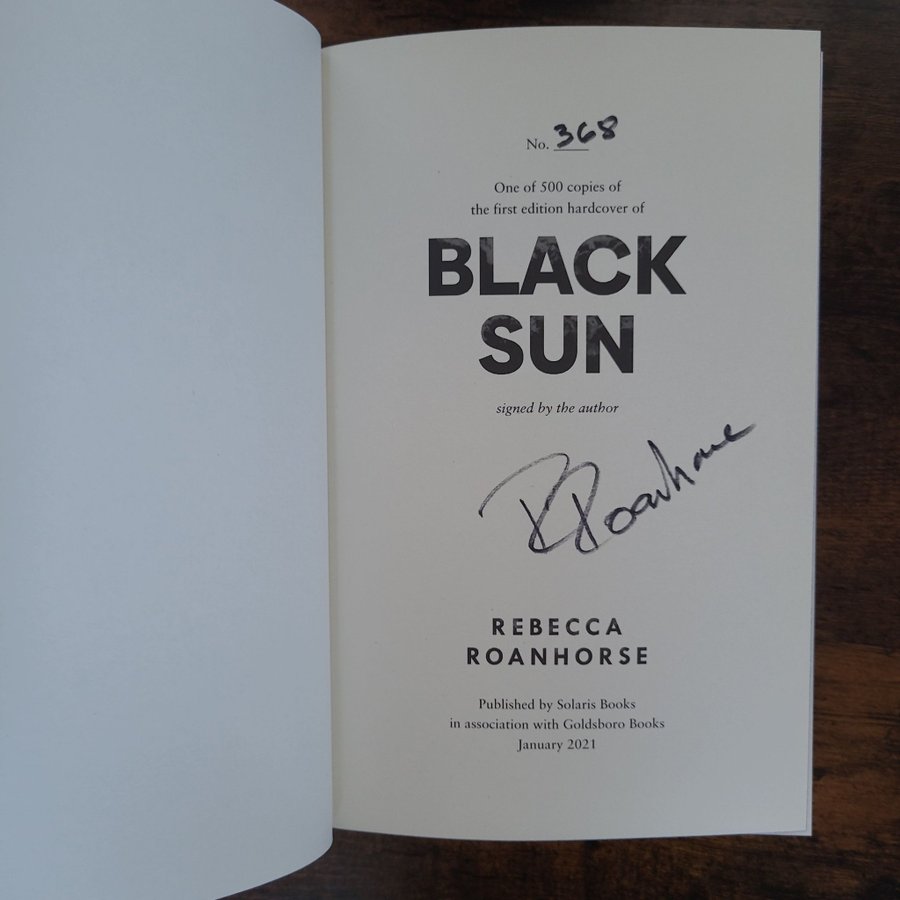 No. 368
One of 500 copies of
the first edition hardcover of
BLACK
SUN
signed by the author
R Roanhorse
REBECCA
ROANHORSE
Published by Solaris Books
in association with Goldsboro Books
January 2021